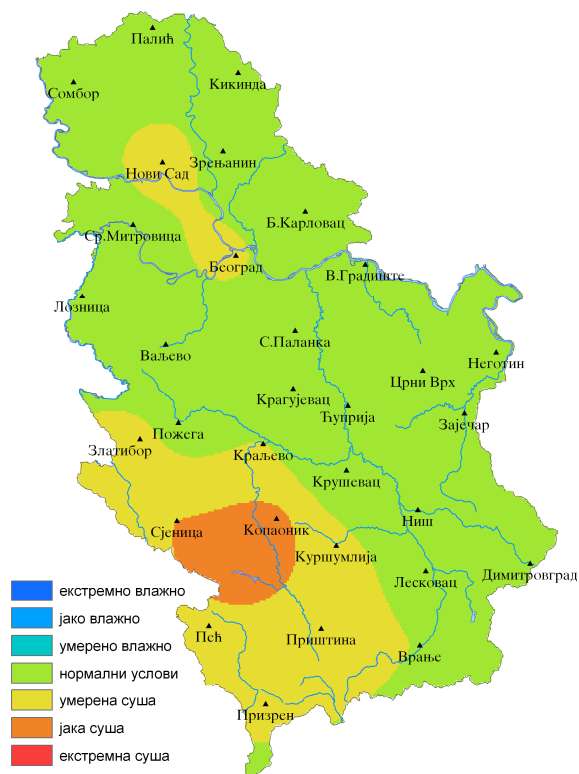 Палић
Кикинда
Сомбор
Зрењанин
Нови Сад
Б.Карловац
Ср.Митровица
Београд
В.Градиште
Лозница
С.Паланка
Ваљево
Неготин
Црни Врх
Крагујевац
Ћуприја
Зајечар
Пожега
Златибор
Краљево
Крушевац
Ниш
Копаоник
Сјеница
Куршумлија
Лесковац
Димитровград
Пећ
Приштина
Врање
Призрен
екстремно влажно
јако влажно
умерено влажно
нормални услови
умерена суша
јака суша
екстремна суша